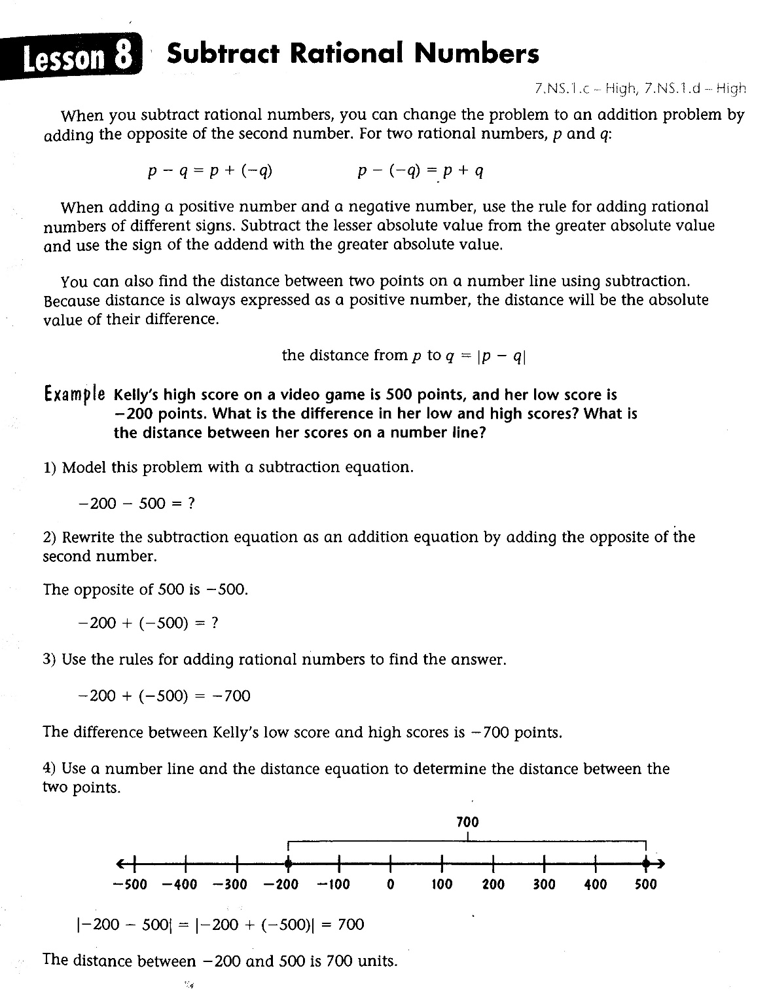 Lesson 8 Subtract Rational Numbers
7.NS.1.c – High, 7.NS.1.d – High
When you subtract rational numbers, you can change the problem to an addition problem by
adding the opposite of the second number. For two rational numbers, p and q:
p − q = p + (−q) p − (−q) = p + q
When adding a positive number and a negative number, use the rule for adding rational
numbers of different signs. Subtract the lesser absolute value from the greater absolute value
and use the sign of the addend with the greater absolute value.
You can also find the distance between two points on a number line using subtraction.
Because distance is always expressed as a positive number, the distance will be the absolute
value of their difference.
the distance from p to q = |p − q|
Example Kelly's high score on a video game is 500 points, and her low score is
−200 points. What is the difference in her low and high scores? What is
the distance between her scores on a number line?
1) Model this problem with a subtraction equation.
−200 − 500 = ?
2) Rewrite the subtraction equation as an addition equation by adding the opposite of the
second number.
The opposite of 500 is −500.
−200 + (−500) = ?
3) Use the rules for adding rational numbers to find the answer.
−200 + (−500) = −700
The difference between Kelly's low score and high scores is −700 points.
4) Use a number line and the distance equation to determine the distance between the
two points.
700
−500 −400 −300 −200 −100 0 100 200 300 400 500
|−200 − 500| = |−200 + (−500)| = 700
The distance between −200 and 500 is 700 units.